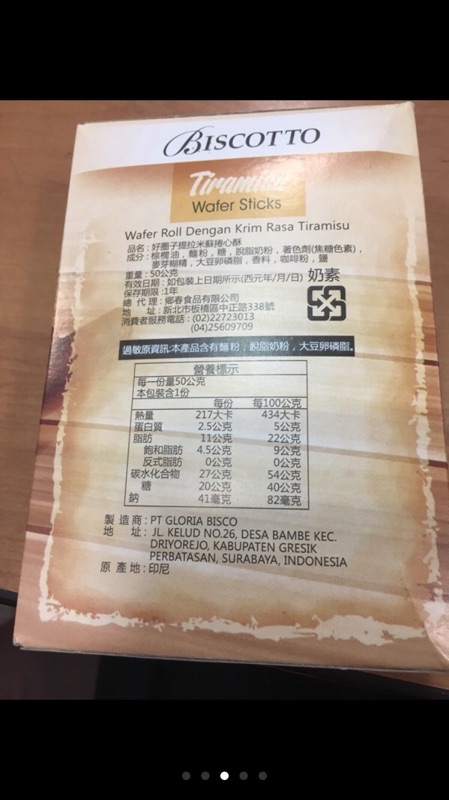 BISCOTTO
Tiramisu
Wafer Sticks
Wafer Roll Dengan Krim Rasa Tiramisu
品名：好圈子提拉米蘇捲心酥
成分：棕櫚油，麵粉，糖，脫脂奶粉，著色劑(焦糖色素)，
麥芽糊精，大豆卵磷脂，香料，咖啡粉，鹽
重量：50公克
有效日期：如包裝上日期所示(西元年/月/日) 奶素
保存期限：1年
總 代 理：鄉春食品有限公司
地 址：新北市板橋區中正路338號
消費者服務電話：(02)22723013
(04)25609709
過敏原資訊:本產品含有麵粉，脫脂奶粉，大豆卵磷脂。
營養標示
每一份量50公克
本包裝含1份
每份 每100公克
熱量 217大卡 434大卡
蛋白質 2.5公克 5公克
脂肪 11公克 22公克
飽和脂肪 4.5公克 9公克
反式脂肪 0公克 0公克
碳水化合物 27公克 54公克
糖 20公克 40公克
鈉 41毫克 82毫克
製 造 商：PT GLORIA BISCO
地 址：JL. KELUD NO.26, DESA BAMBE KEC.
DRIYOREJO, KABUPATEN GRESIK
PERBATASAN, SURABAYA, INDONESIA
原 產 地：印尼